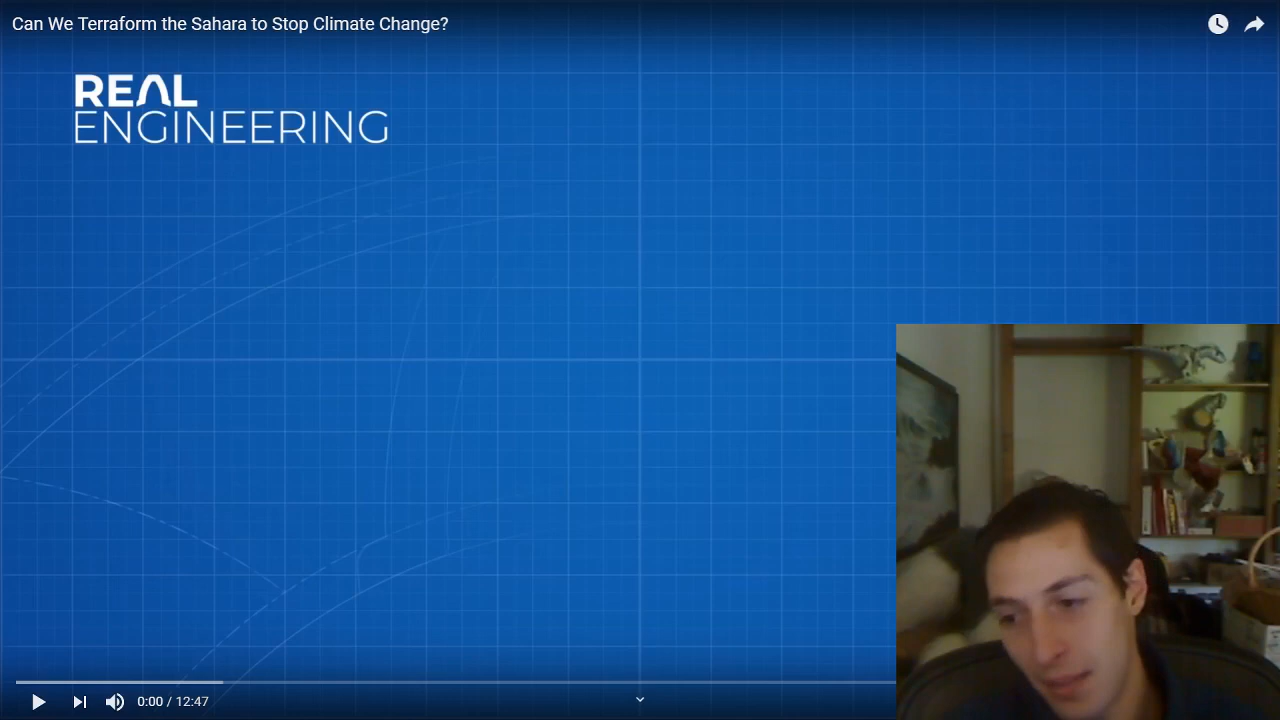 Can We Terraform the Sahara to Stop Climate Change?
REAL
ENGINEERING
0:00 / 12:47